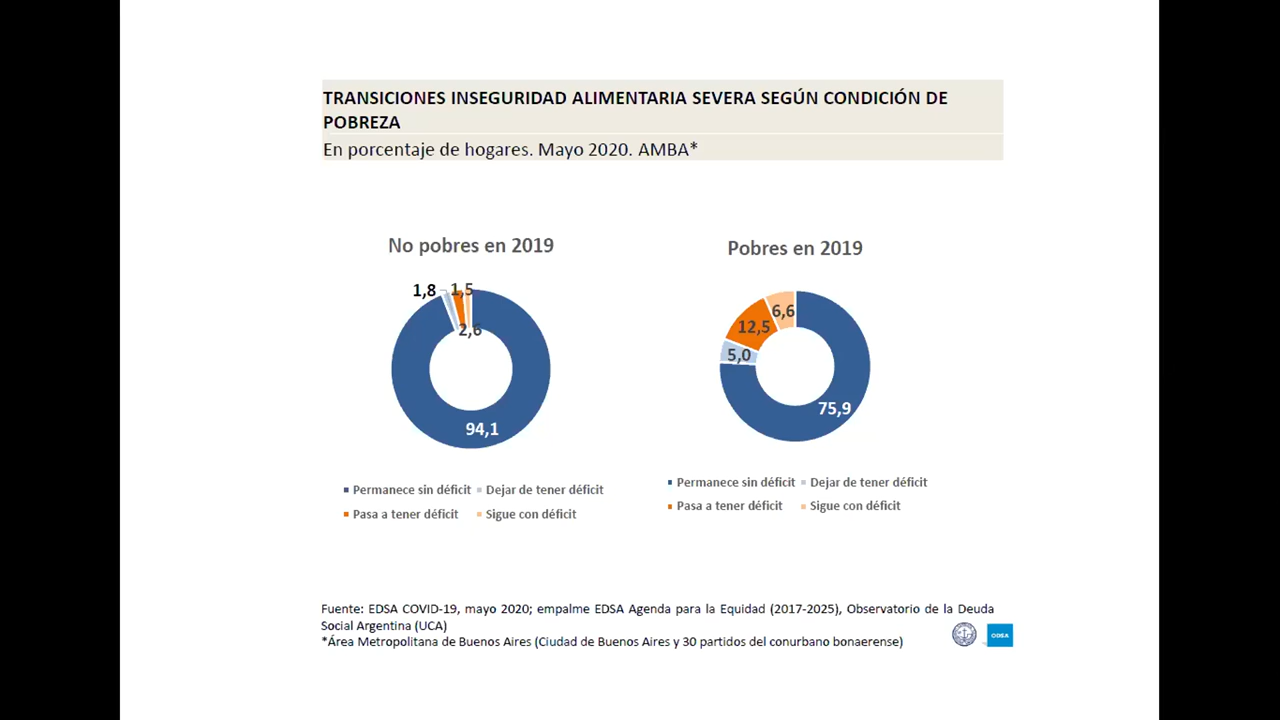 TRANSICIONES INSEGURIDAD ALIMENTARIA SEVERA SEGÚN CONDICIÓN DE
POBREZA
En porcentaje de hogares. Mayo 2020. AMBA*
No pobres en 2019
1,8
1,5
2,6
94,1
Permanece sin déficit
Dejar de tener déficit
Pasa a tener déficit
Sigue con déficit
Pobres en 2019
6,6
12,5
5,0
75,9
Permanece sin déficit
Dejar de tener déficit
Pasa a tener déficit
Sigue con déficit
Fuente: EDSA COVID-19, mayo 2020; empalme EDSA Agenda para la Equidad (2017-2025), Observatorio de la Deuda
Social Argentina (UCA)
*Área Metropolitana de Buenos Aires (Ciudad de Buenos Aires y 30 partidos del conurbano bonaerense)
ODSA